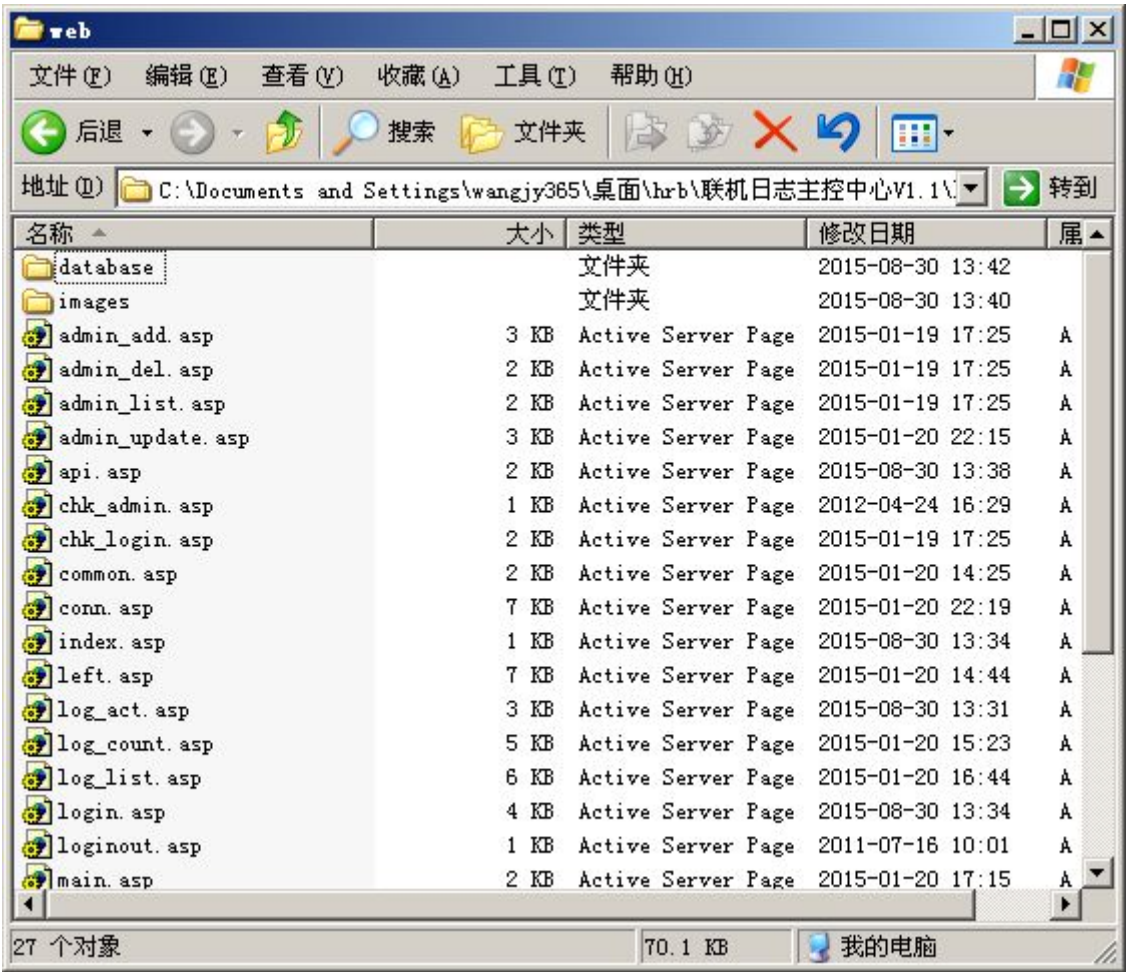 web
文件(F) 编辑(E) 查看(V) 收藏(A) 工具(T) 帮助(H)
后退 搜索 文件夹
地址(D) C:\Documents and Settings\wangjy365\桌面\hrb\联机日志主控中心V1.1\ 转到
名称 大小 类型 修改日期 属
database 文件夹 2015-08-30 13:42
images 文件夹 2015-08-30 13:40
admin_add.asp 3 KB Active Server Page 2015-01-19 17:25 A
admin_del.asp 2 KB Active Server Page 2015-01-19 17:25 A
admin_list.asp 2 KB Active Server Page 2015-01-19 17:25 A
admin_update.asp 3 KB Active Server Page 2015-01-20 22:15 A
api.asp 2 KB Active Server Page 2015-08-30 13:38 A
chk_admin.asp 1 KB Active Server Page 2012-04-24 16:29 A
chk_login.asp 2 KB Active Server Page 2015-01-19 17:25 A
common.asp 2 KB Active Server Page 2015-01-20 14:25 A
conn.asp 7 KB Active Server Page 2015-01-20 22:19 A
index.asp 1 KB Active Server Page 2015-08-30 13:34 A
left.asp 7 KB Active Server Page 2015-01-20 14:44 A
log_act.asp 3 KB Active Server Page 2015-08-30 13:31 A
log_count.asp 5 KB Active Server Page 2015-01-20 15:23 A
log_list.asp 6 KB Active Server Page 2015-01-20 16:44 A
login.asp 4 KB Active Server Page 2015-08-30 13:34 A
loginout.asp 1 KB Active Server Page 2011-07-16 10:01 A
main.asp 2 KB Active Server Page 2015-01-20 17:15 A
27 个对象 70.1 KB 我的电脑